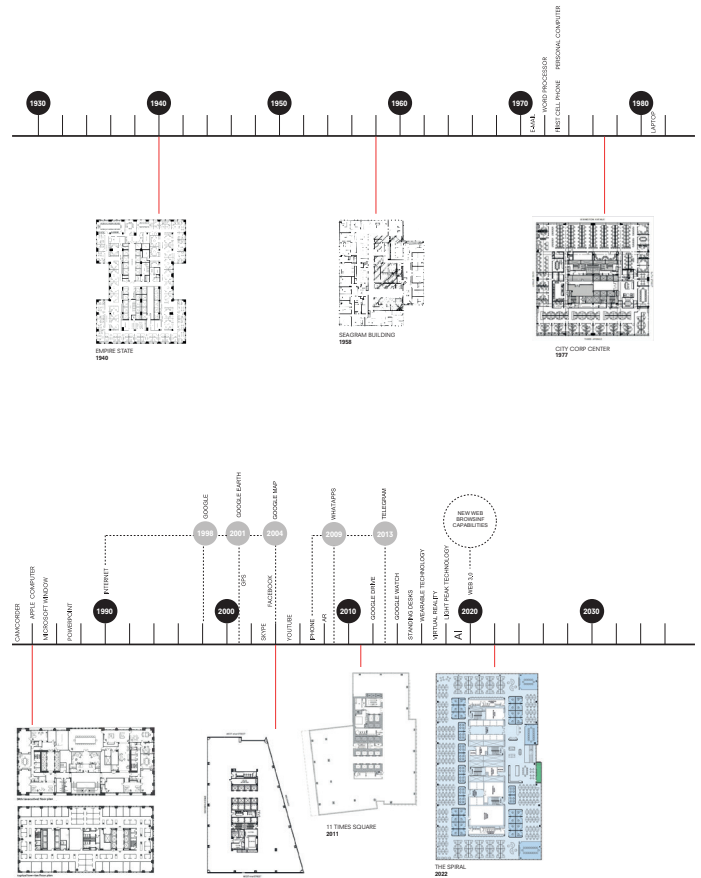 PERSONAL COMPUTER
WORD PROCESSOR
FIRST CELL PHONE
E-MAIL
LAPTOP
1930
1940
1950
1960
1970
1980
EMPIRE STATE
1940
SEAGRAM BUILDING
1958
CITY CORP CENTER
1977
GOOGLE
GOOGLE EARTH
GOOGLE MAP
WHATAPPS
TELEGRAM
1998
2001
2004
2009
2013
NEW WEB
BROWSINF
CAPABILITIES
CAMCORDER
APPLE COMPUTER
MICROSOFT WINDOW
POWERPOINT
INTERNET
GPS
SKYPE
FACEBOOK
YOUTUBE
IPHONE
AR
GOOGLE DRIVE
GOOGLE WATCH
STANDING DESKS
WEARABLE TECHNOLOGY
VIRTUAL REALITY
LIGHT PEAK TECHNOLOGY
AI
WEB 3,0
1990
2000
2010
2020
2030
11 TIMES SQUARE
2011
THE SPIRAL
2022